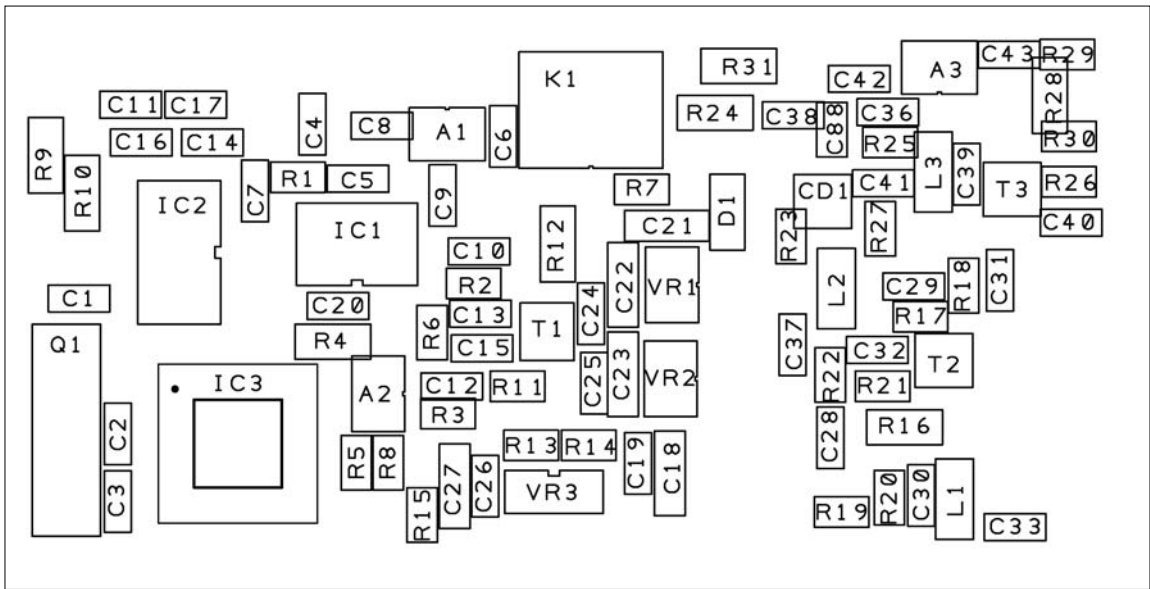 R31
C42
A3
C43
R29
K1
R28
C11
C17
C4
C8
A1
C6
R24
C38
C88
C36
C16
C14
R25
R30
R9
R10
C7
R1
C5
C9
R7
D1
CD1
C41
L3
C39
T3
R26
IC2
IC1
R12
C21
R23
R27
C40
C10
C22
VR1
L2
C29
R18
C31
C1
R2
C24
C20
C13
R17
Q1
R4
R6
C15
T1
C25
C23
VR2
C37
C32
T2
R22
R21
IC3
A2
C12
R11
R3
C2
R5
R8
R13
R14
C19
C18
C28
R16
C3
R15
C27
C26
VR3
R19
R20
C30
L1
C33